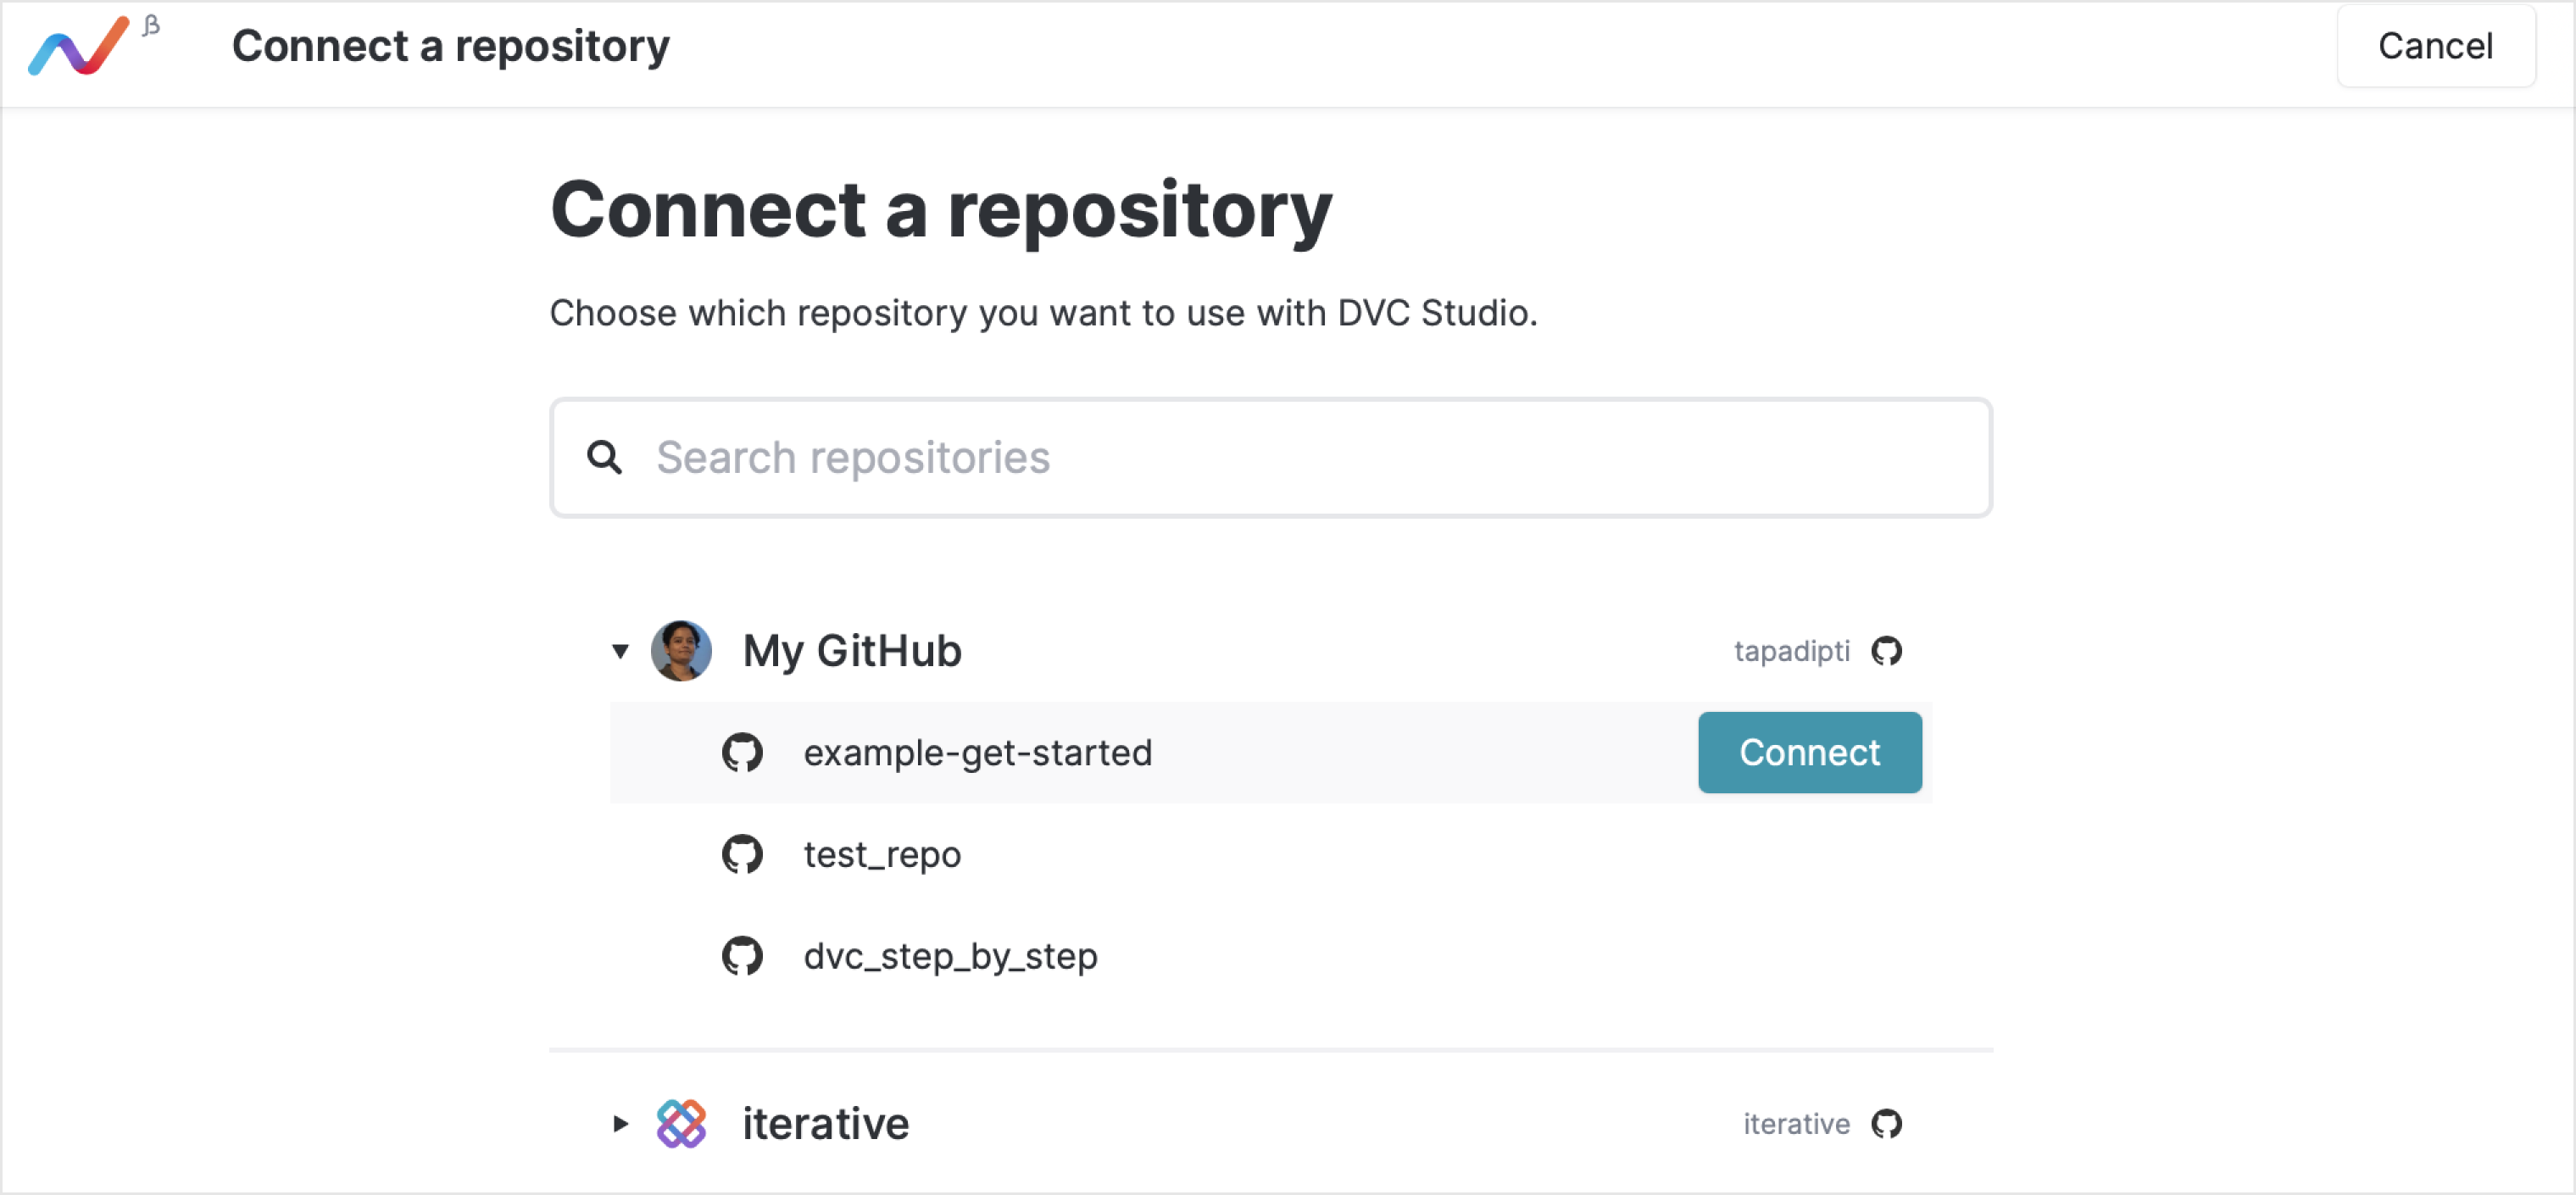 β
Connect a repository
Cancel
Connect a repository
Choose which repository you want to use with DVC Studio.
Search repositories
My GitHub
tapadipti
example-get-started
Connect
test_repo
dvc_step_by_step
iterative
iterative